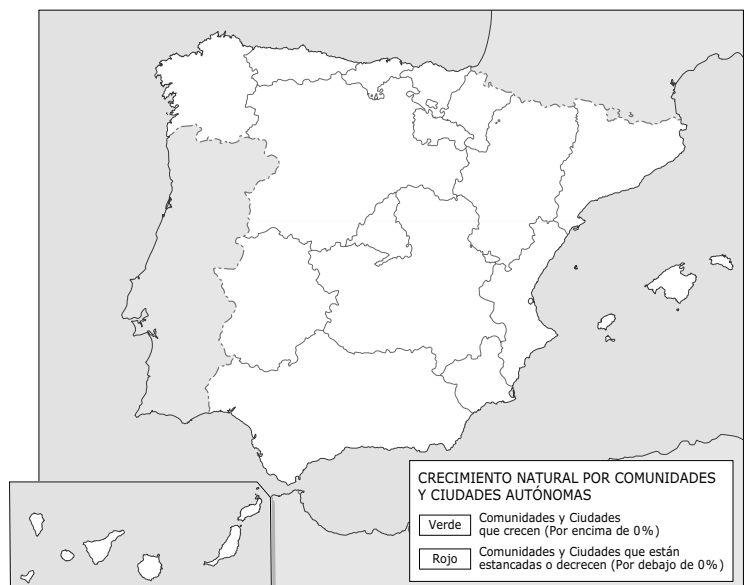 CRECIMIENTO NATURAL POR COMUNIDADES
Y CIUDADES AUTÓNOMAS
Verde
Comunidades y Ciudades
que crecen (Por encima de 0%)
Rojo
Comunidades y Ciudades que están
estancadas o decrecen (Por debajo de 0%)